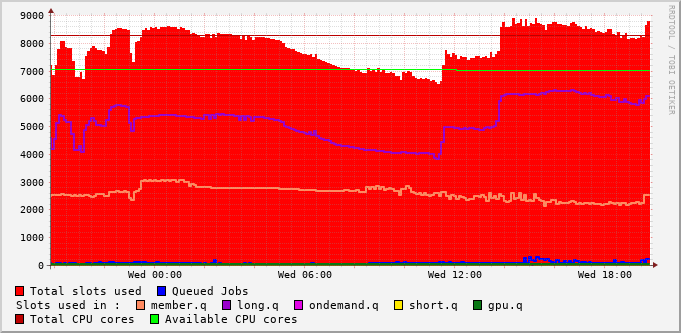 9000
8000
7000
6000
5000
4000
3000
2000
1000
0
Wed 00:00 Wed 06:00 Wed 12:00 Wed 18:00
RRDTOOL / TOBI OETIKER
Total slots used Queued Jobs
Slots used in : member.q long.q ondemand.q short.q gpu.q
Total CPU cores Available CPU cores